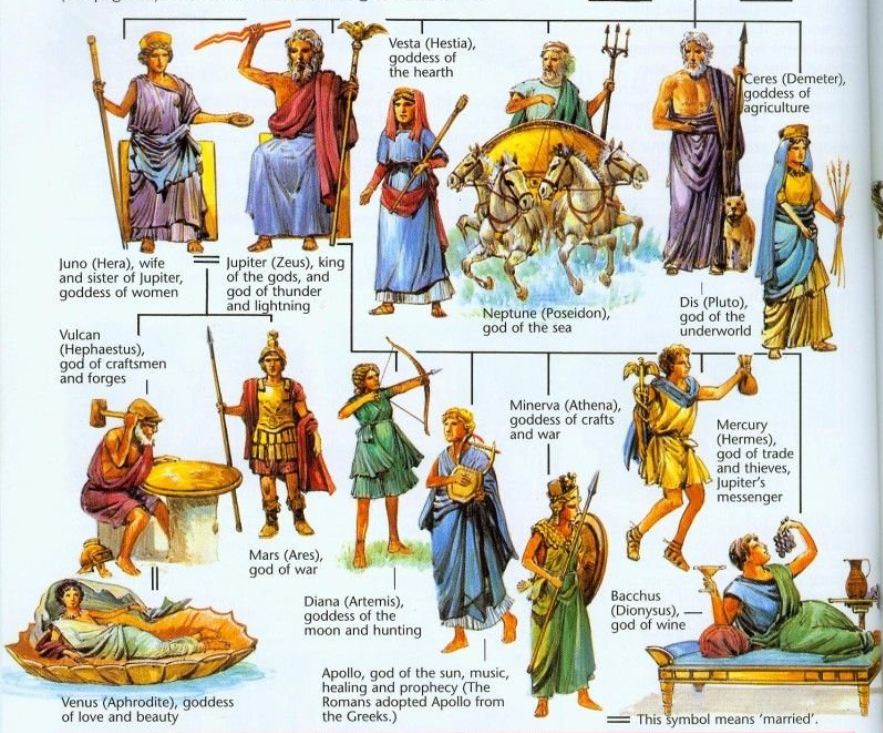 Vesta (Hestia),
goddess of
the hearth
Ceres (Demeter),
goddess of
agriculture
Juno (Hera), wife
and sister of Jupiter,
goddess of women
Jupiter (Zeus), king
of the gods, and
god of thunder
and lightning
Neptune (Poseidon),
god of the sea
Dis (Pluto),
god of the
underworld
Vulcan
(Hephaestus),
god of craftsmen
and forges
Mars (Ares),
god of war
Minerva (Athena),
goddess of crafts
and war
Mercury
(Hermes),
god of trade
and thieves,
Jupiter's
messenger
Diana (Artemis),
goddess of the
moon and hunting
Bacchus
(Dionysus),
god of wine
Apollo, god of the sun, music,
healing and prophecy (The
Romans adopted Apollo from
the Greeks.)
Venus (Aphrodite), goddess
of love and beauty
This symbol means 'married'.